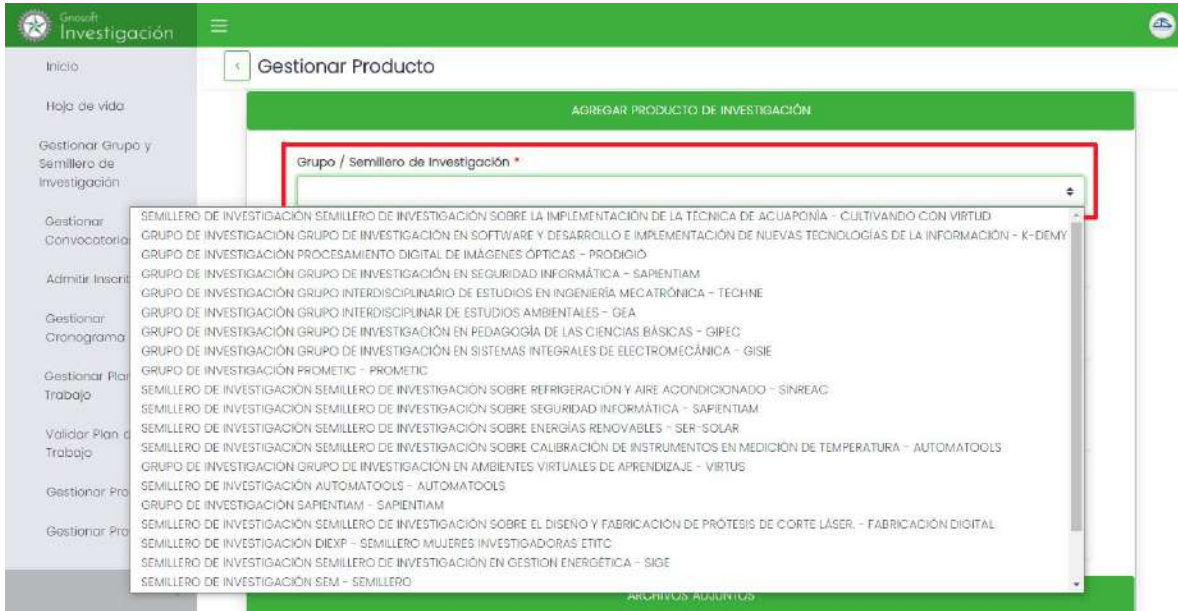 Gnosoft
Investigación
Inicio
Gestionar Producto
Hoja de vida
AGREGAR PRODUCTO DE INVESTIGACIÓN
Gestionar Grupo y
Semillero de
Investigación
Grupo / Semillero de Investigación *
Gestionar
Convocatoria
Admitir Inscrit
Gestionar
Cronograma
Gestionar Plan
Trabajo
Validar Plan d
Trabajo
Gestionar Pro
Gestionar Pro
SEMILLERO DE INVESTIGACIÓN SEMILLERO DE INVESTIGACIÓN SOBRE LA IMPLEMENTACIÓN DE LA TÉCNICA DE ACUAPONÍA - CULTIVANDO CON VIRTUD
GRUPO DE INVESTIGACIÓN GRUPO DE INVESTIGACIÓN EN SOFTWARE Y DESARROLLO E IMPLEMENTACIÓN DE NUEVAS TECNOLOGÍAS DE LA INFORMACIÓN - K-DEMY
GRUPO DE INVESTIGACIÓN PROCESAMIENTO DIGITAL DE IMÁGENES ÓPTICAS - PRODIGIO
GRUPO DE INVESTIGACIÓN GRUPO DE INVESTIGACIÓN EN SEGURIDAD INFORMÁTICA - SAPIENTIAM
GRUPO DE INVESTIGACIÓN GRUPO INTERDISCIPLINARIO DE ESTUDIOS EN INGENIERÍA MECATRÓNICA - TECHNE
GRUPO DE INVESTIGACIÓN GRUPO INTERDISCIPLINAR DE ESTUDIOS AMBIENTALES - GEA
GRUPO DE INVESTIGACIÓN GRUPO DE INVESTIGACIÓN EN PEDAGOGÍA DE LAS CIENCIAS BÁSICAS - GIPEC
GRUPO DE INVESTIGACIÓN GRUPO DE INVESTIGACIÓN EN SISTEMAS INTEGRALES DE ELECTROMECÁNICA - GISIE
GRUPO DE INVESTIGACIÓN PROMETIC - PROMETIC
SEMILLERO DE INVESTIGACIÓN SEMILLERO DE INVESTIGACIÓN SOBRE REFRIGERACIÓN Y AIRE ACONDICIONADO - SINREAC
SEMILLERO DE INVESTIGACIÓN SEMILLERO DE INVESTIGACIÓN SOBRE SEGURIDAD INFORMÁTICA - SAPIENTIAM
SEMILLERO DE INVESTIGACIÓN SEMILLERO DE INVESTIGACIÓN SOBRE ENERGÍAS RENOVABLES - SER-SOLAR
SEMILLERO DE INVESTIGACIÓN SEMILLERO DE INVESTIGACIÓN SOBRE CALIBRACIÓN DE INSTRUMENTOS EN MEDICIÓN DE TEMPERATURA - AUTOMATOOLS
GRUPO DE INVESTIGACIÓN GRUPO DE INVESTIGACIÓN EN AMBIENTES VIRTUALES DE APRENDIZAJE - VIRTUS
SEMILLERO DE INVESTIGACIÓN AUTOMATOOLS - AUTOMATOOLS
GRUPO DE INVESTIGACIÓN SAPIENTIAM - SAPIENTIAM
SEMILLERO DE INVESTIGACIÓN SEMILLERO DE INVESTIGACIÓN SOBRE EL DISEÑO Y FABRICACIÓN DE PRÓTESIS DE CORTE LÁSER. - FABRICACIÓN DIGITAL
SEMILLERO DE INVESTIGACIÓN DIEXP - SEMILLERO MUJERES INVESTIGADORAS ETITC
SEMILLERO DE INVESTIGACIÓN SEMILLERO DE INVESTIGACIÓN EN GESTION ENERGÉTICA - SIGE
SEMILLERO DE INVESTIGACIÓN SEM - SEMILLERO
ARCHIVOS ADJUNTOS